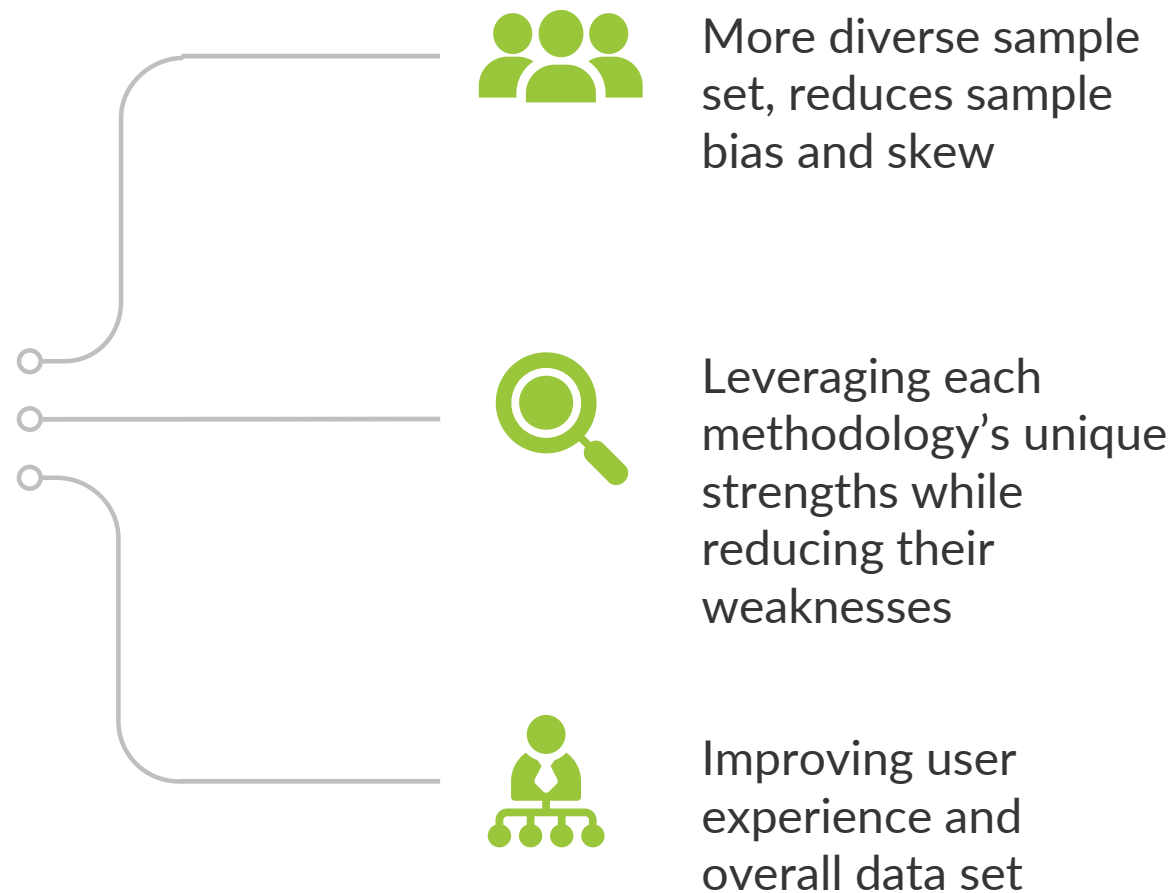 More diverse sample
set, reduces sample
bias and skew
Leveraging each
methodology’s unique
strengths while
reducing their
weaknesses
Improving user
experience and
overall data set